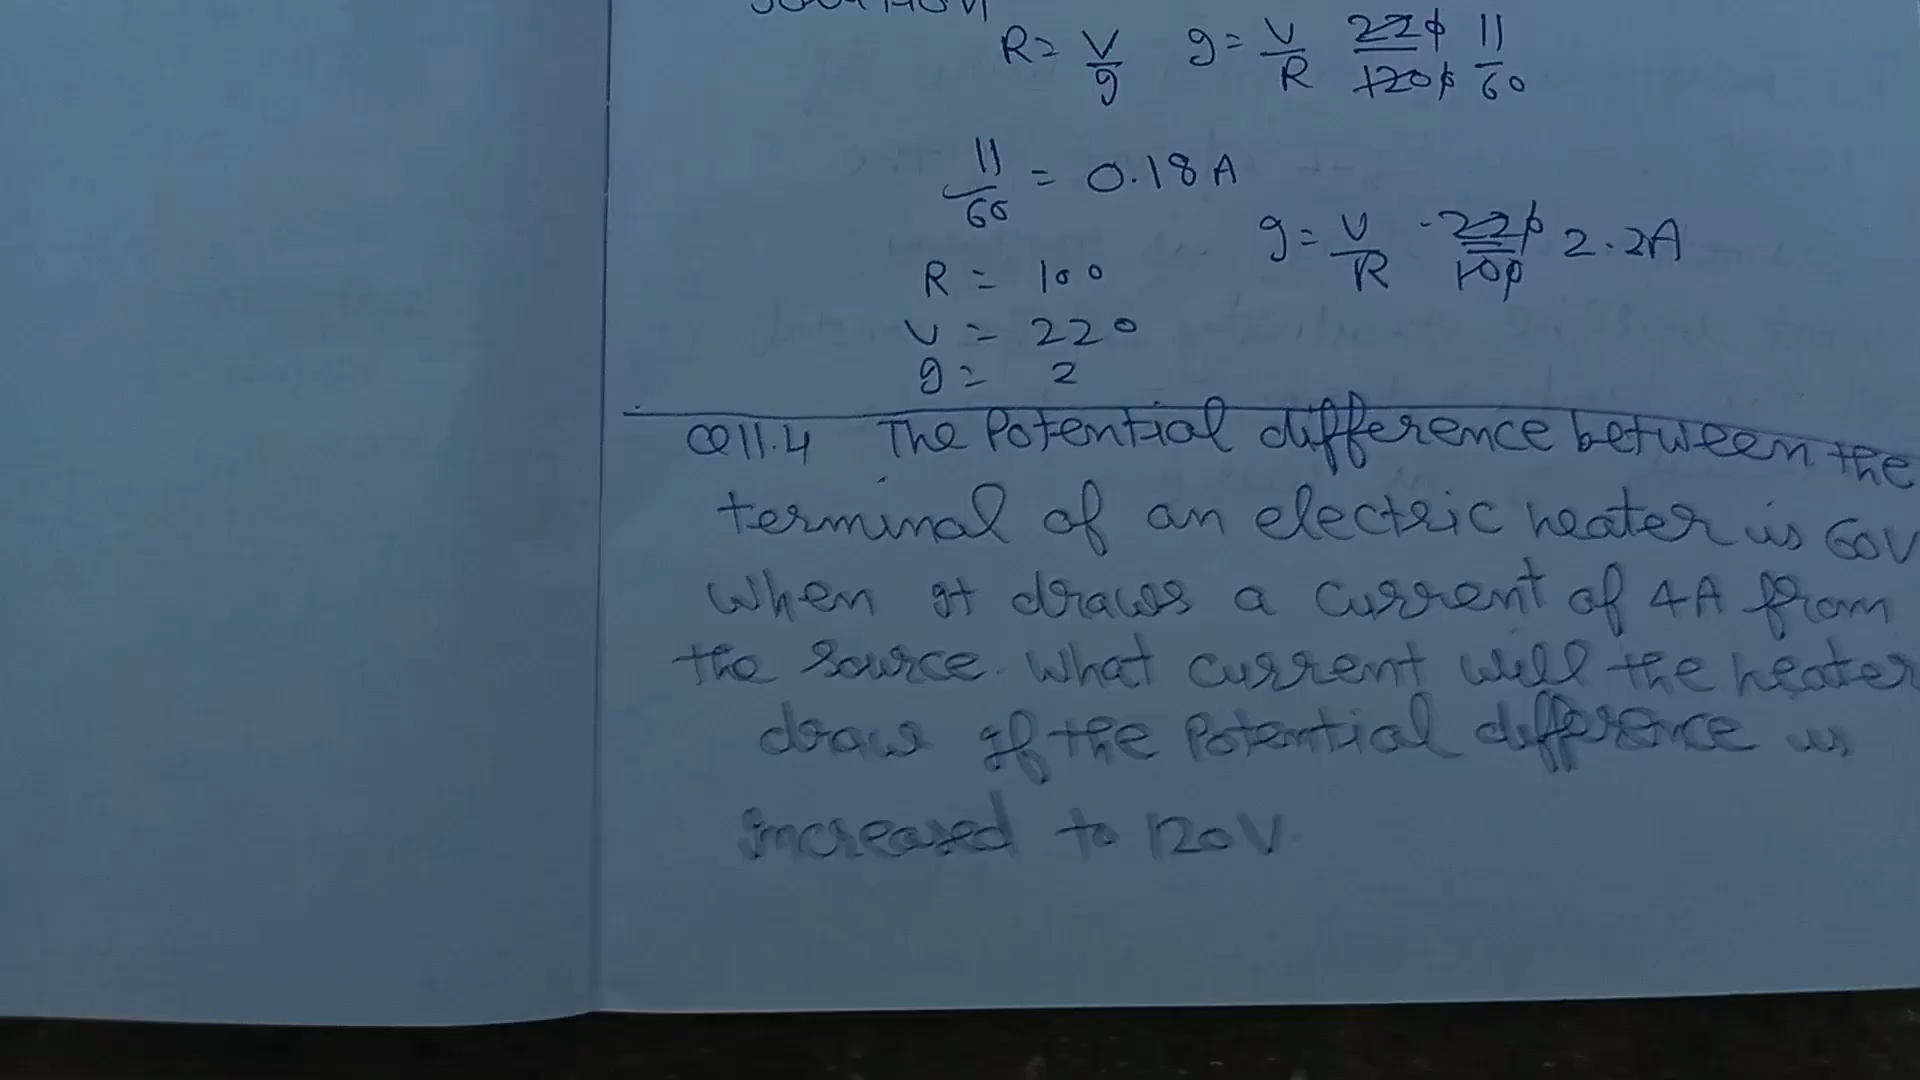 R = V/g g = V/R 220/1200 11/60
11/60 = 0.18 A
g = V/R 220/100 2.2A
R = 100
V = 220
g = 2
Q11.4 The Potential difference between the
terminal of an electric heater is 60V
When It draws a current of 4A from
the source. What current will the heater
draw If the Potential difference is
increased to 120V